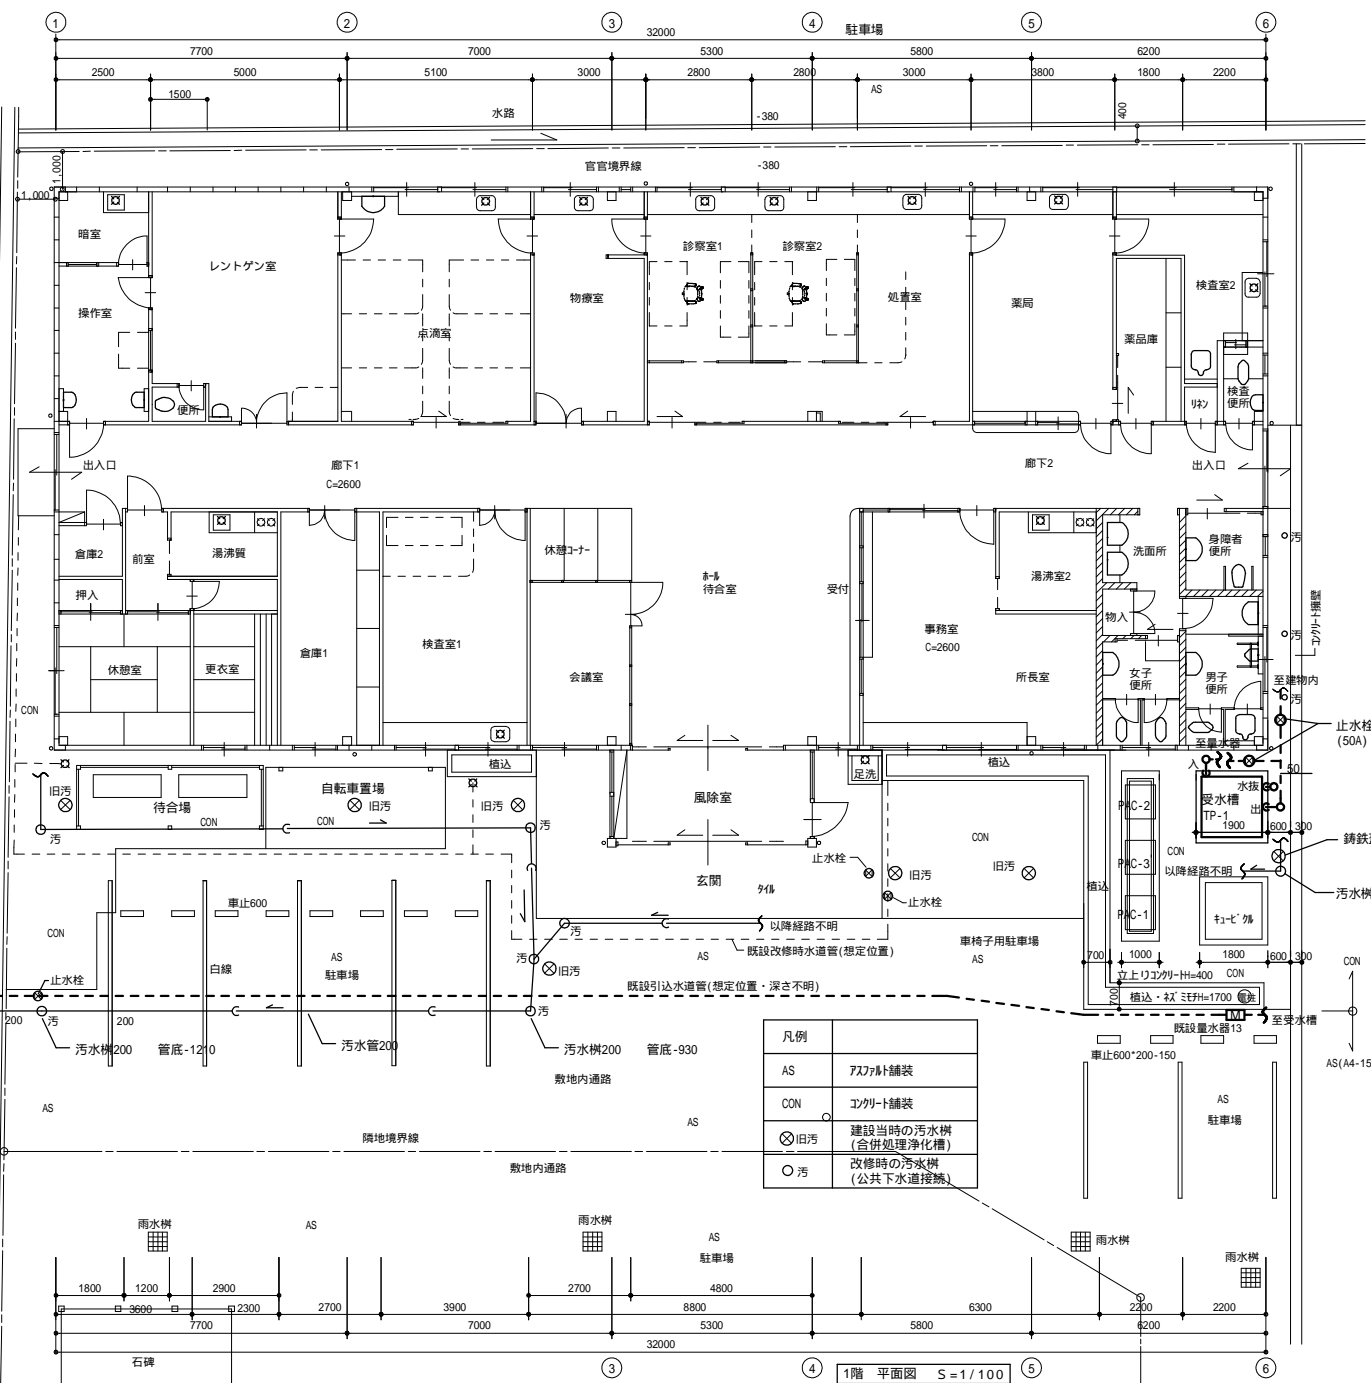 ① ② ③ ④ ⑤ ⑥
32000
駐車場
7700 7000 5300 5800 6200
2500 5000 5100 3000 2800 2800 3000 3800 1800 2200
1500
AS
水路
-380
400
官官境界線
-380
1,000
1,000
暗室
レントゲン室
操作室
便所
点滴室
物療室
診察室1
診察室2
処置室
薬局
薬品庫
検査室2
リネン
検査
便所
出入口
廊下1
C=2600
廊下2
出入口
倉庫2
前室
湯沸質
押入
休憩室
更衣室
倉庫1
検査室1
休憩コーナー
会議室
ホール
待合室
受付
事務室
C=2600
所長室
湯沸室2
洗面所
物入
女子
便所
身障者
便所
男子
便所
汚
汚
コンクリート擁壁
至建物内
汚
止水栓
(50A)
至量水器
CON
旧汚
待合場
CON
自転車置場
CON
旧汚
植込
旧汚
汚
汚
風除室
足洗
植込
玄関
タイル
止水栓
旧汚
CON
旧汚
止水栓
植込
PAC-2
PAC-3
PAC-1
入
50
水抜
受水槽
TP-1
出
1900 600 300
CON
以降経路不明
鋳鉄
汚水桝
キュービクル
700 1000 1800 600 300
立上りコンクリートH=400
CON
700
植込・ネズミモチH=1700
電柱
至受水槽
M
既設量水器13
車止600*200-150
CON
AS(A4-15
車止600
CON
白線
AS
駐車場
汚
汚
旧汚
以降経路不明
既設改修時水道管(想定位置)
AS
車椅子用駐車場
AS
止水栓
既設引込水道管(想定位置・深さ不明)
200
汚
200
汚
汚水桝200 管底-1210
汚水管200
汚水桝200 管底-930
敷地内通路
AS
AS
AS
駐車場
凡例
AS アスファルト舗装
CON コンクリート舗装
旧汚 建設当時の汚水桝
(合併処理浄化槽)
汚 改修時の汚水桝
(公共下水道接続)
隣地境界線
敷地内通路
雨水桝
AS
雨水桝
AS
駐車場
雨水桝
雨水桝
1800 1200 2900 2700 4800
3600 2300 2700 3900 8800 6300 2200 2200
7700 7000 5300 5800 6200
32000
石碑
③ ④ ⑤ ⑥
1階 平面図 S=1/100